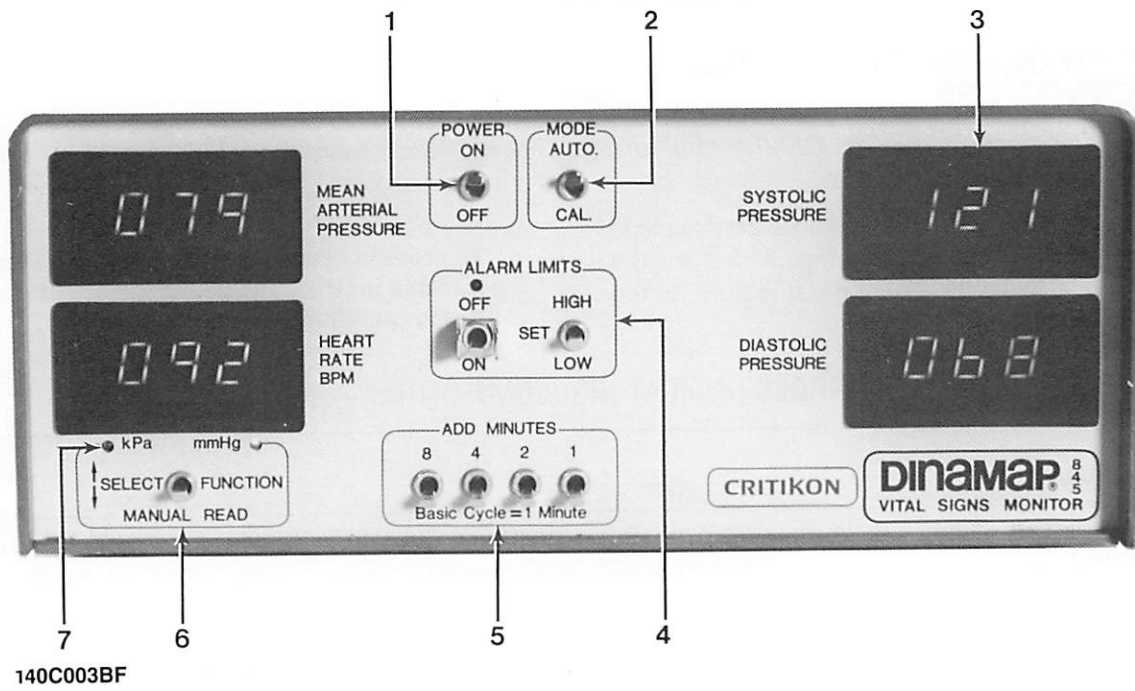 1
2
3
079
MEAN
ARTERIAL
PRESSURE
POWER
ON
OFF
MODE
AUTO.
CAL.
SYSTOLIC
PRESSURE
121
092
HEART
RATE
BPM
ALARM LIMITS
OFF
ON
SET
HIGH
LOW
DIASTOLIC
PRESSURE
068
kPa mmHg
SELECT FUNCTION
MANUAL READ
ADD MINUTES
8 4 2 1
Basic Cycle = 1 Minute
CRITIKON
DINAMAP® 845
VITAL SIGNS MONITOR
7
6
5
4
140C003BF